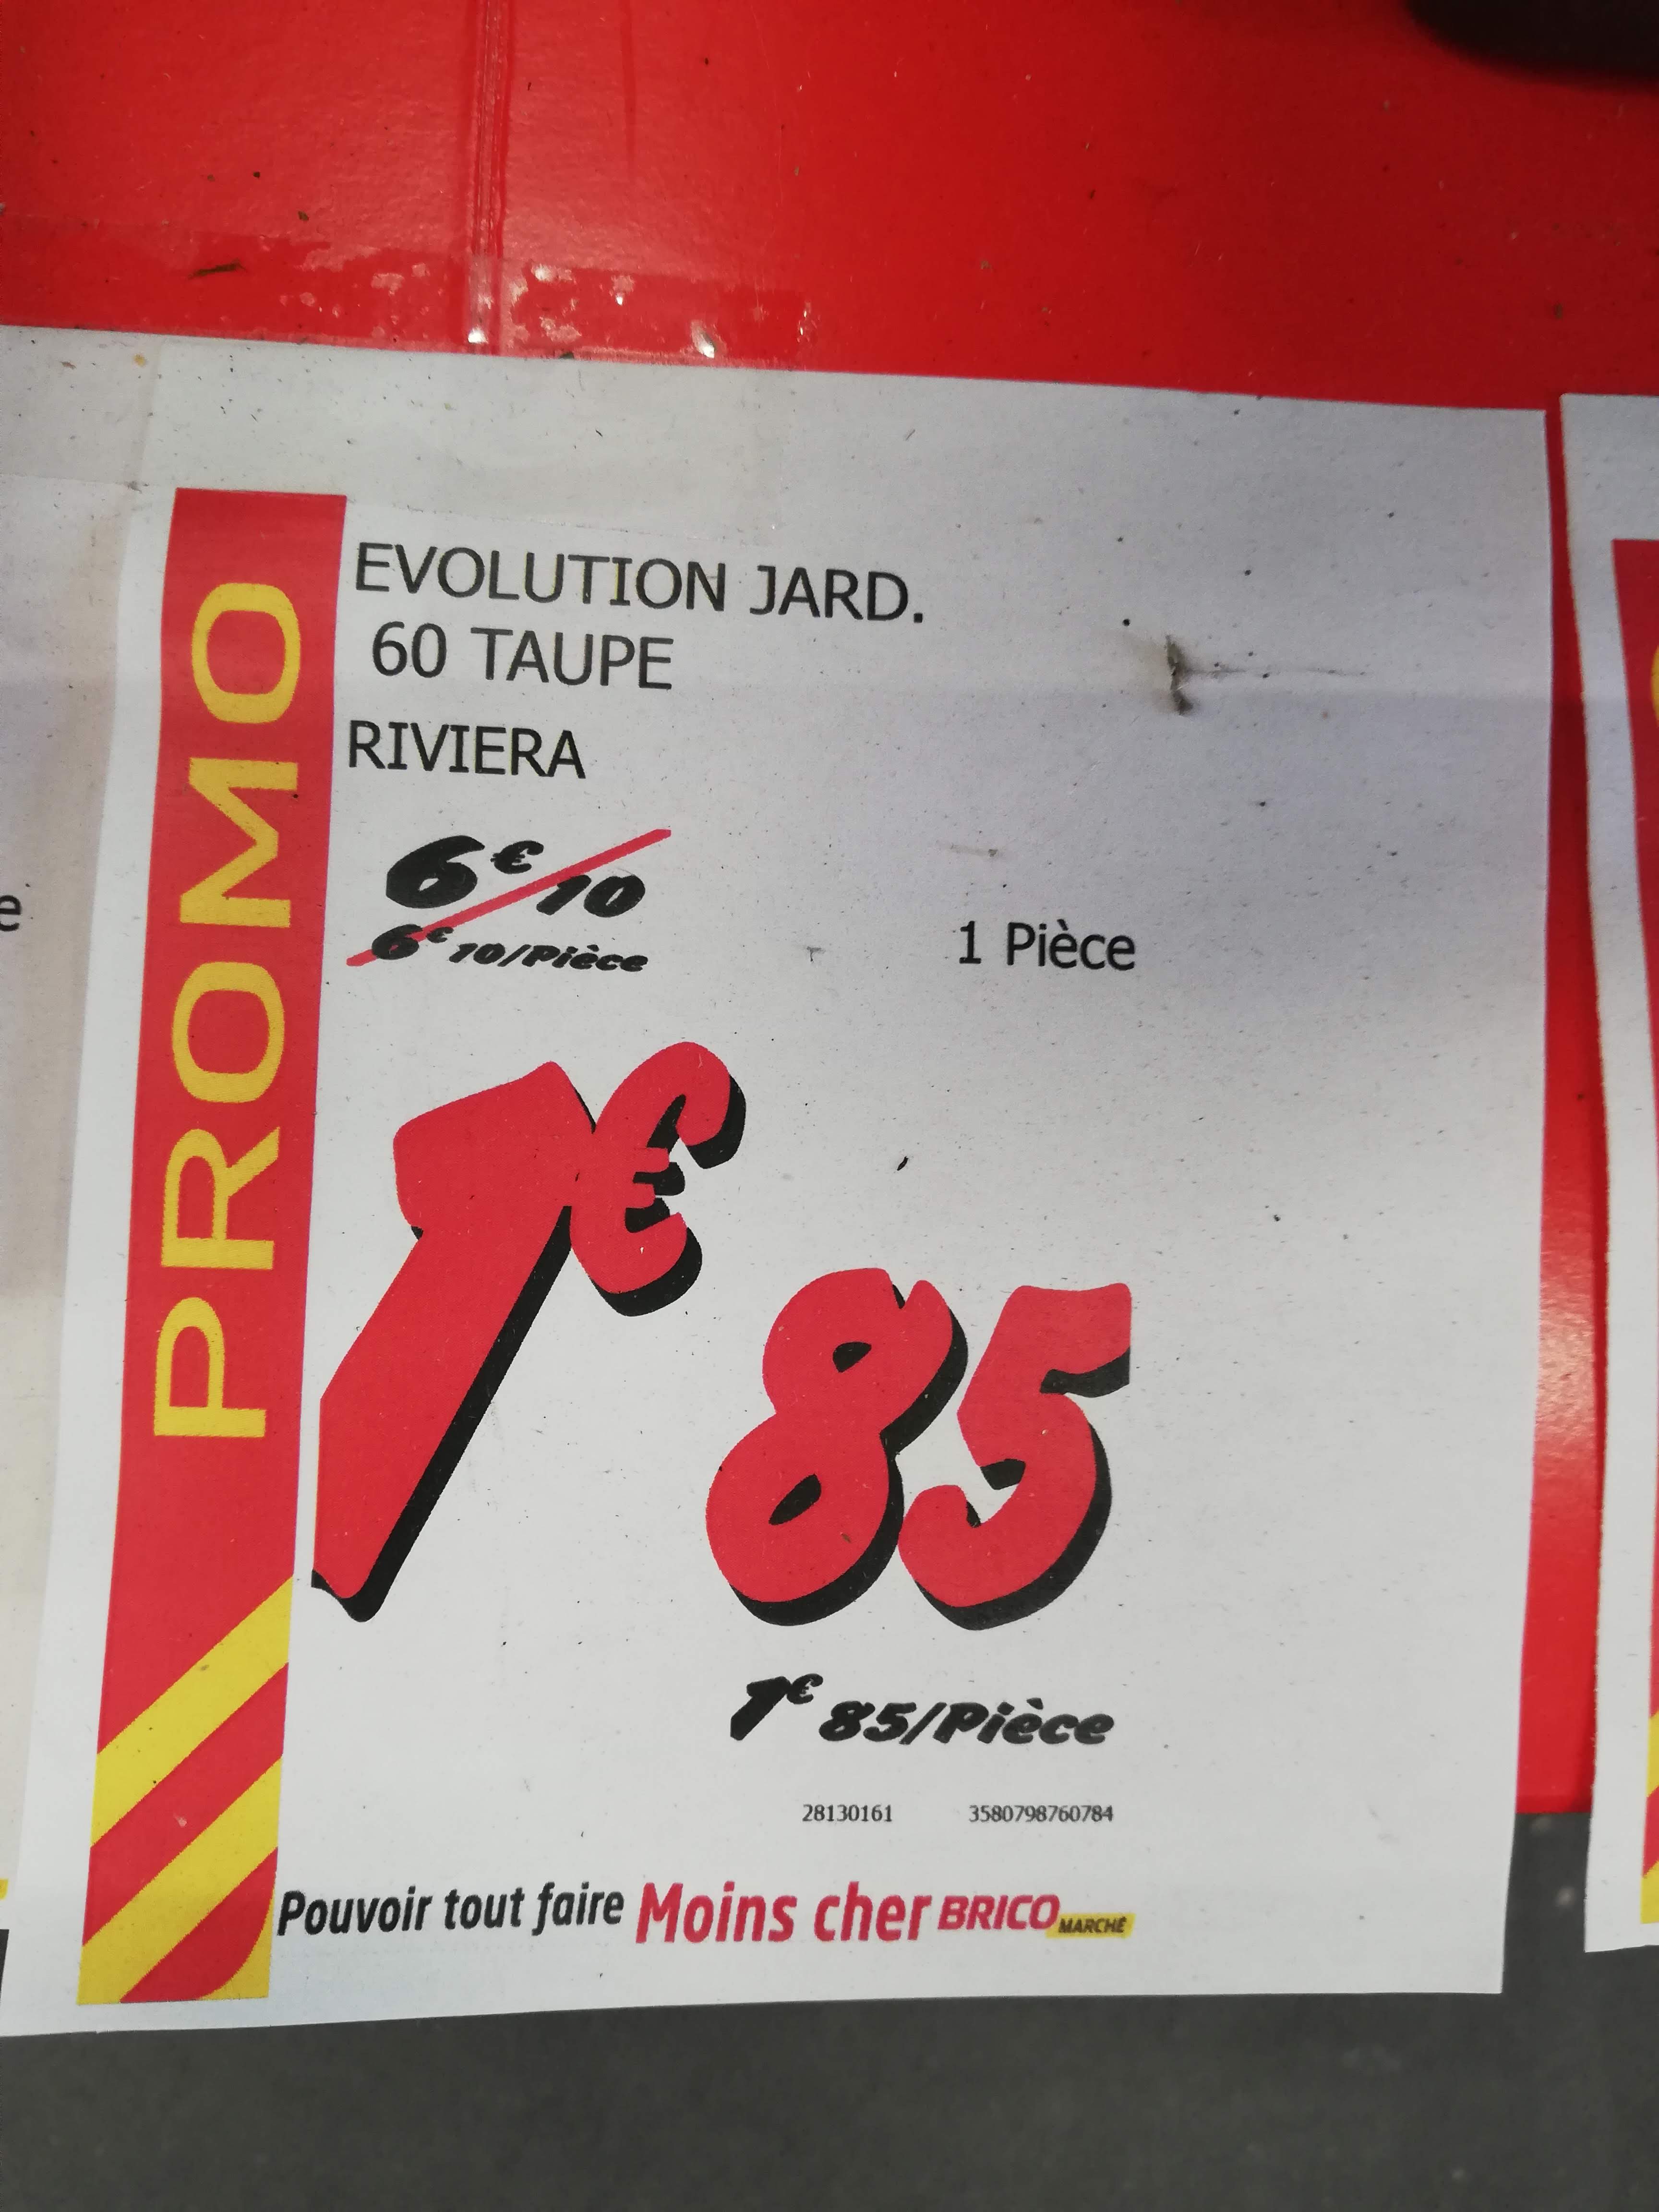 PROMO
EVOLUTION JARD.
60 TAUPE
RIVIERA
6€10
6€10/Pièce
1 Pièce
1€85
1€85/Pièce
28130161 3580798760784
Pouvoir tout faire Moins cher BRICO MARCHÉ
e